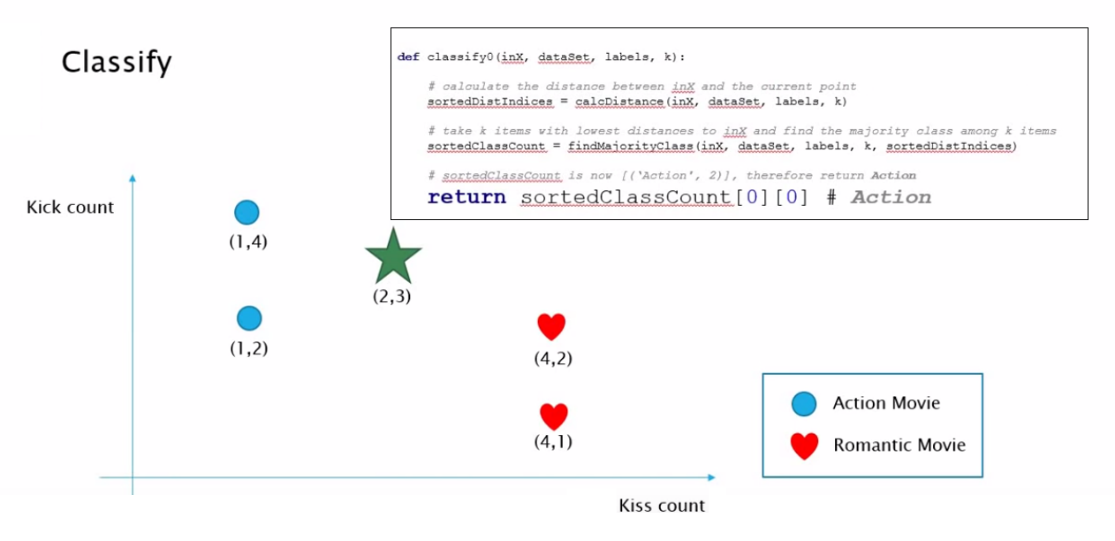 Classify
def classify0(inX, dataSet, labels, k):
# calculate the distance between inX and the current point
sortedDistIndices = calcDistance(inX, dataSet, labels, k)
# take k items with lowest distances to inX and find the majority class among k items
sortedClassCount = findMajorityClass(inX, dataSet, labels, k, sortedDistIndices)
# sortedClassCount is now [('Action', 2)], therefore return Action
return sortedClassCount[0][0] # Action
Kick count
(1,4)
(2,3)
(1,2)
(4,2)
(4,1)
Action Movie
Romantic Movie
Kiss count